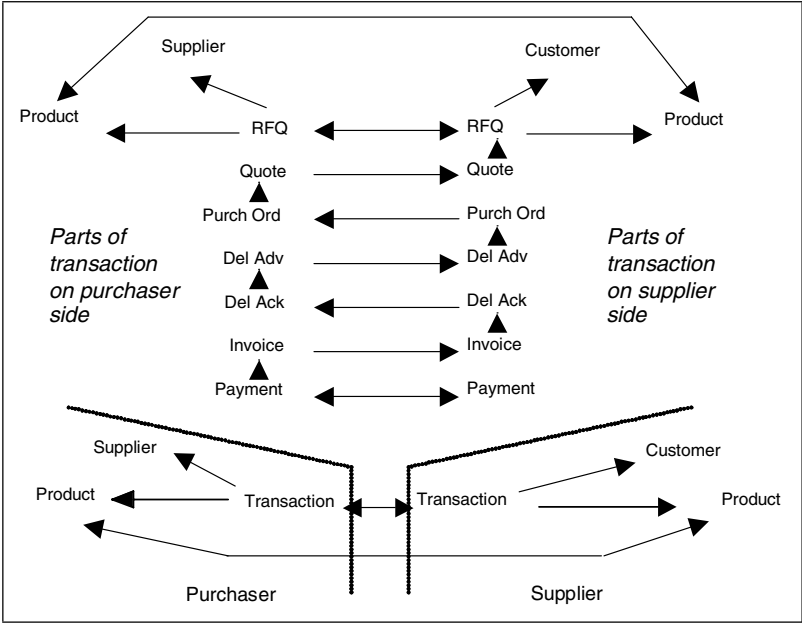 Supplier
Customer
Product
Product
RFQ
RFQ
Quote
Quote
Purch Ord
Purch Ord
Parts of
transaction
on purchaser
side
Parts of
transaction
on supplier
side
Del Adv
Del Adv
Del Ack
Del Ack
Invoice
Invoice
Payment
Payment
Supplier
Customer
Product
Transaction
Transaction
Product
Purchaser
Supplier